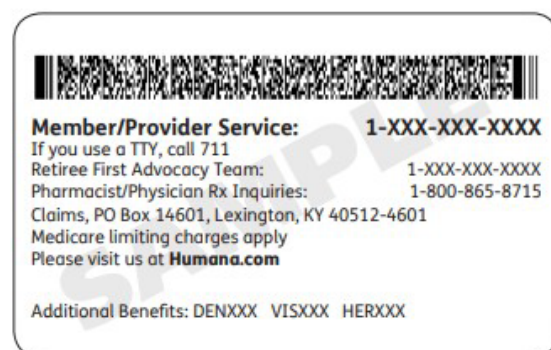 Member/Provider Service: 1-XXX-XXX-XXXX
If you use a TTY, call 711
Retiree First Advocacy Team: 1-XXX-XXX-XXXX
Pharmacist/Physician Rx Inquiries: 1-800-865-8715
Claims, PO Box 14601, Lexington, KY 40512-4601
Medicare limiting charges apply
Please visit us at Humana.com
Additional Benefits: DENXXX VISXXX HERXXX
SAMPLE